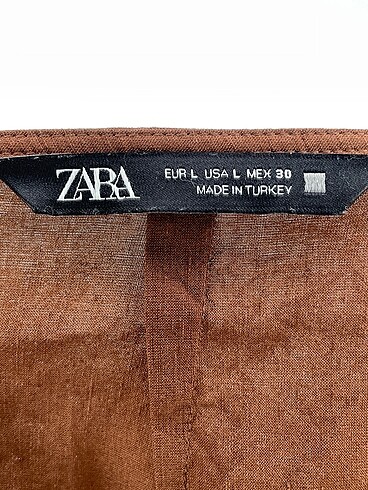 ZARA
EUR L USA L MEX 30
MADE IN TURKEY